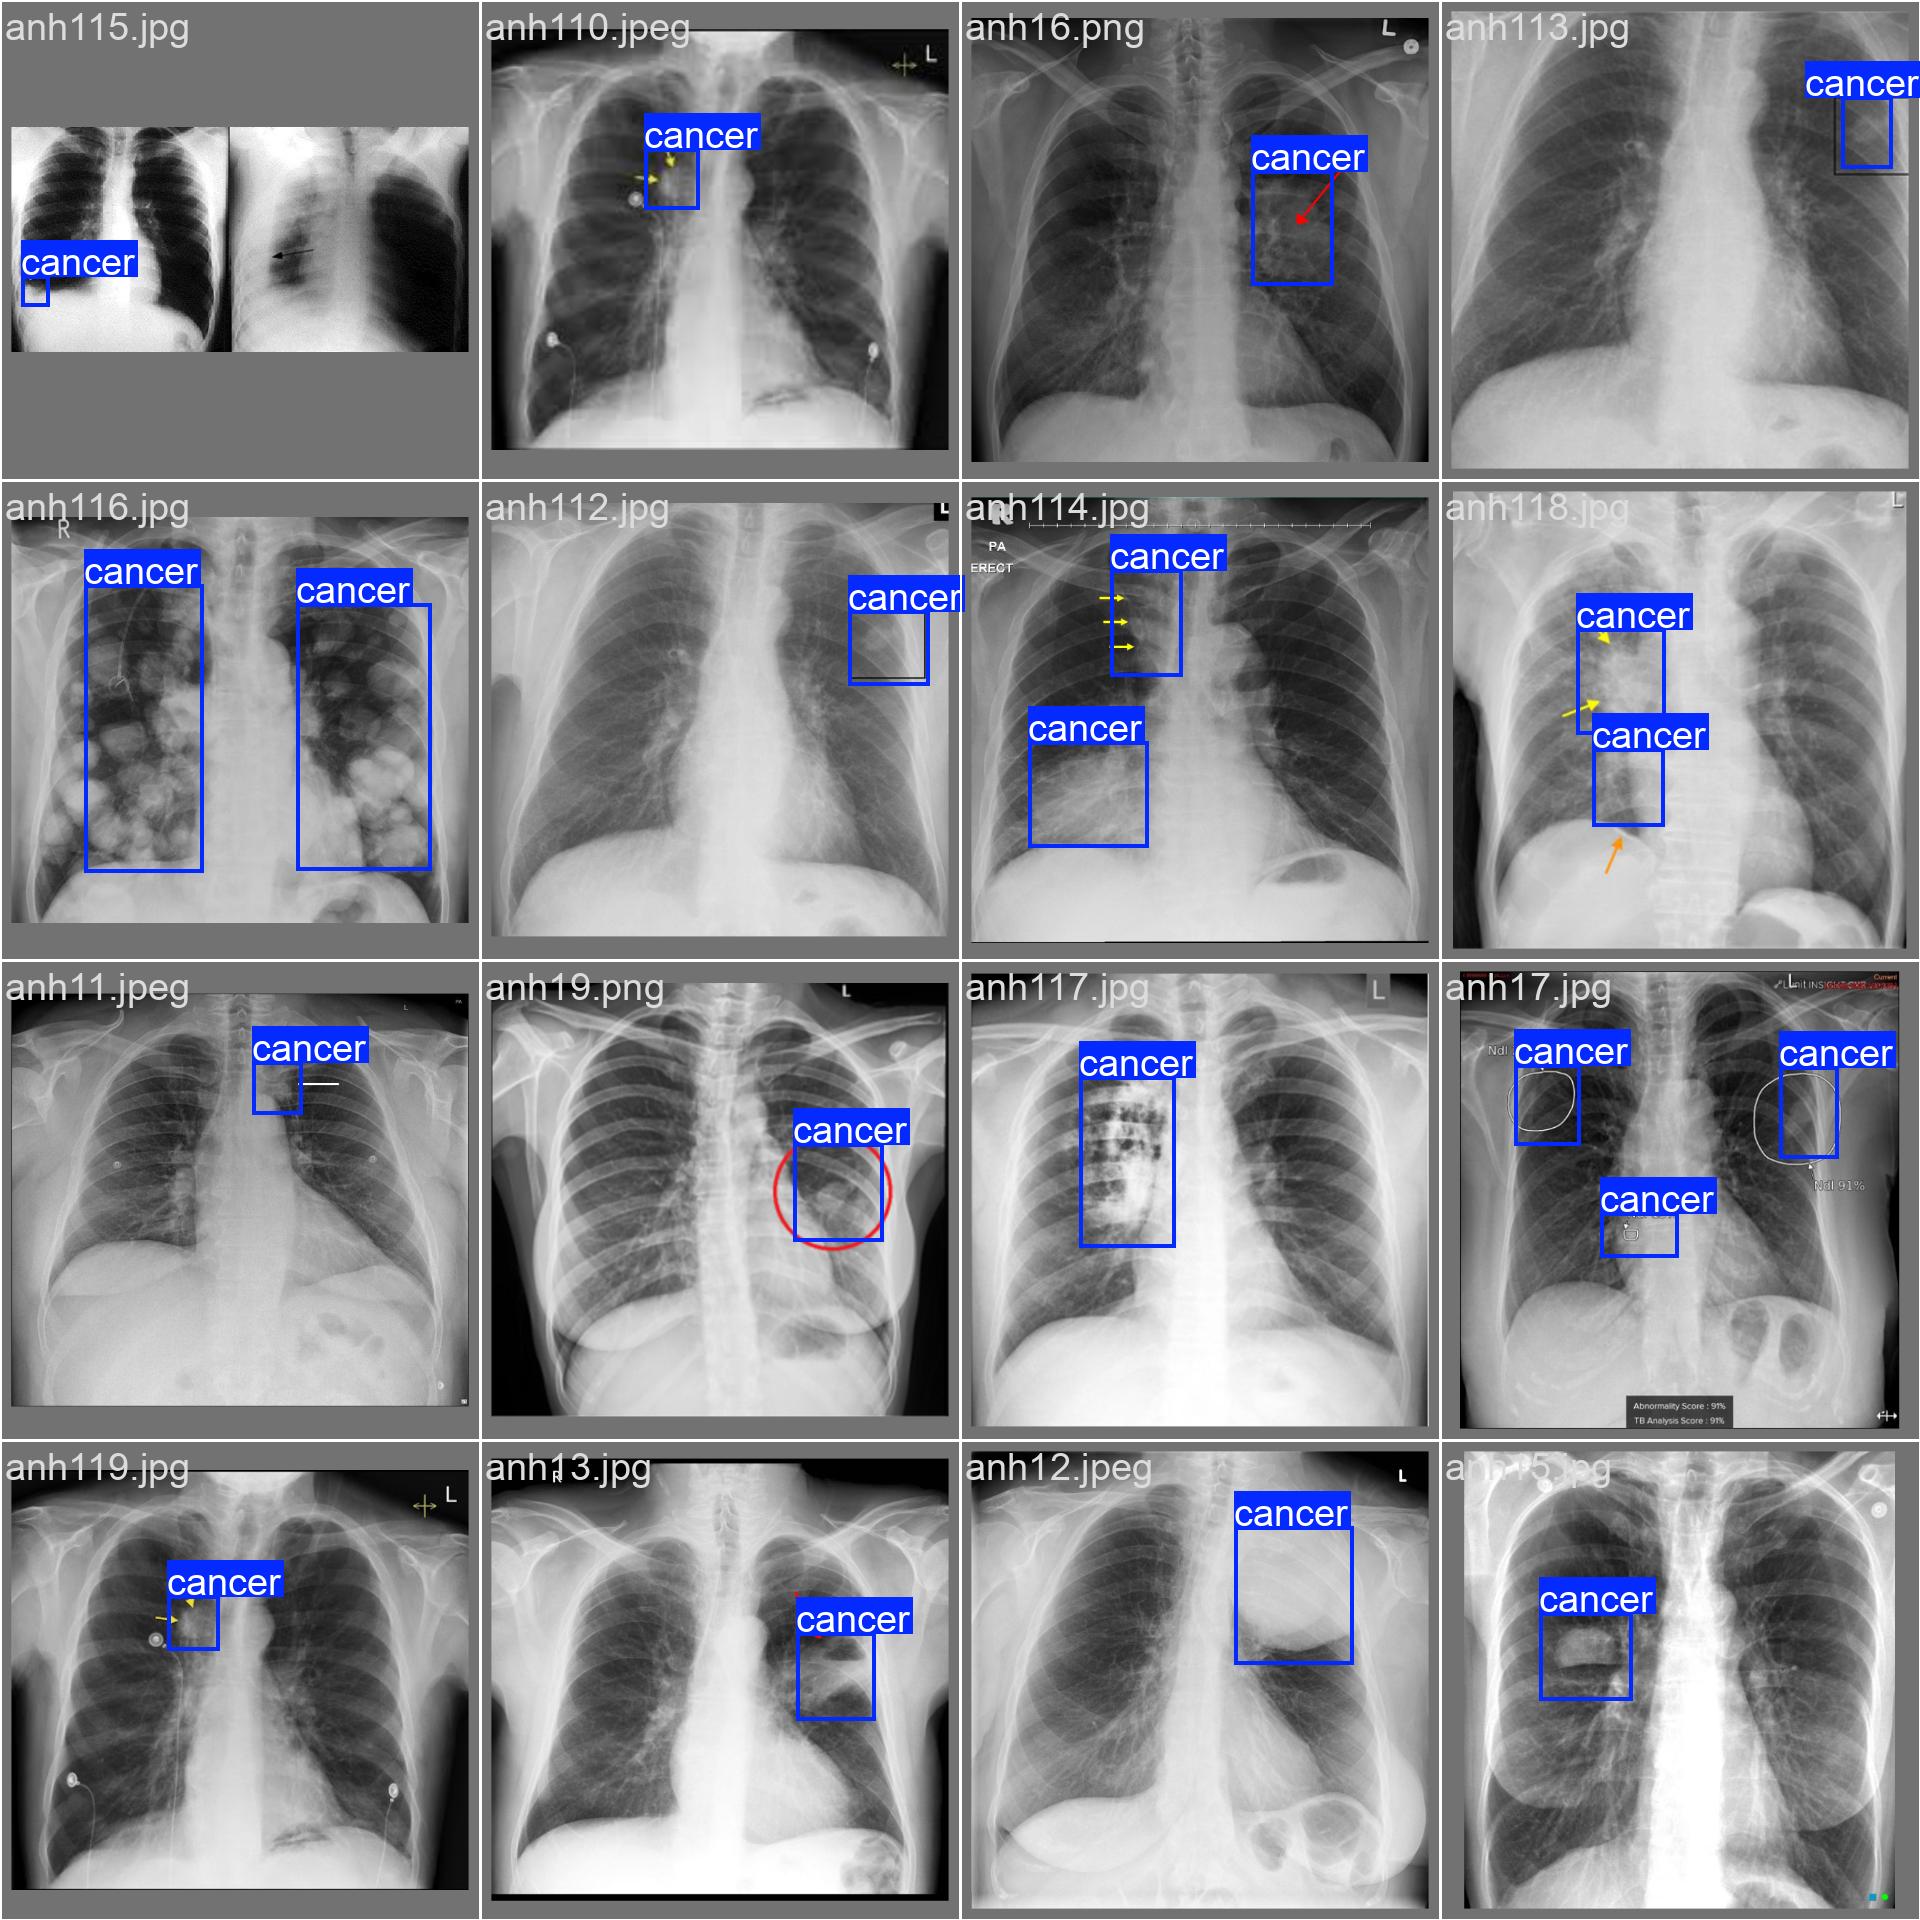 anh115.jpg
anh110.jpeg
anh16.png
anh113.jpg
L
L
cancer
cancer
cancer
cancer
anh116.jpg
anh112.jpg
anh114.jpg
anh118.jpg
R
L
R
L
PA
ERECT
cancer
cancer
cancer
cancer
cancer
cancer
cancer
anh11.jpeg
anh19.png
anh117.jpg
anh17.jpg
L
L
L
L
Current
cancer
cancer
cancer
Ndl
cancer
cancer
cancer
Ndl 91%
Abnormality Score : 91%
TB Analysis Score : 91%
anh119.jpg
anh13.jpg
anh12.jpeg
anh15.jpg
L
R
L
cancer
cancer
cancer
cancer